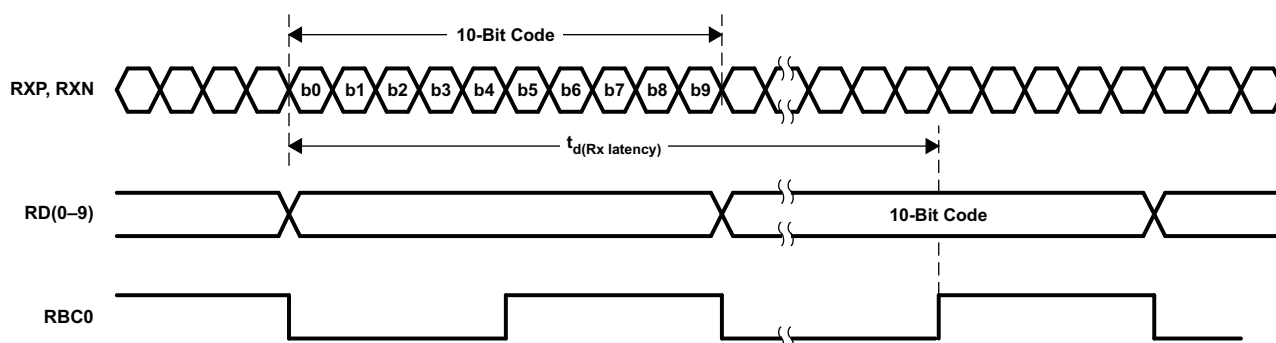 10-Bit Code
RXP, RXN
b0 b1 b2 b3 b4 b5 b6 b7 b8 b9
td(Rx latency)
RD(0–9)
10-Bit Code
RBC0